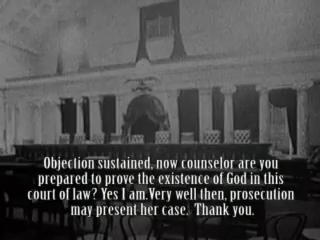 Objection sustained, now counselor are you
prepared to prove the existence of God in this
court of law? Yes I am.Very well then, prosecution
may present her case.  Thank you.